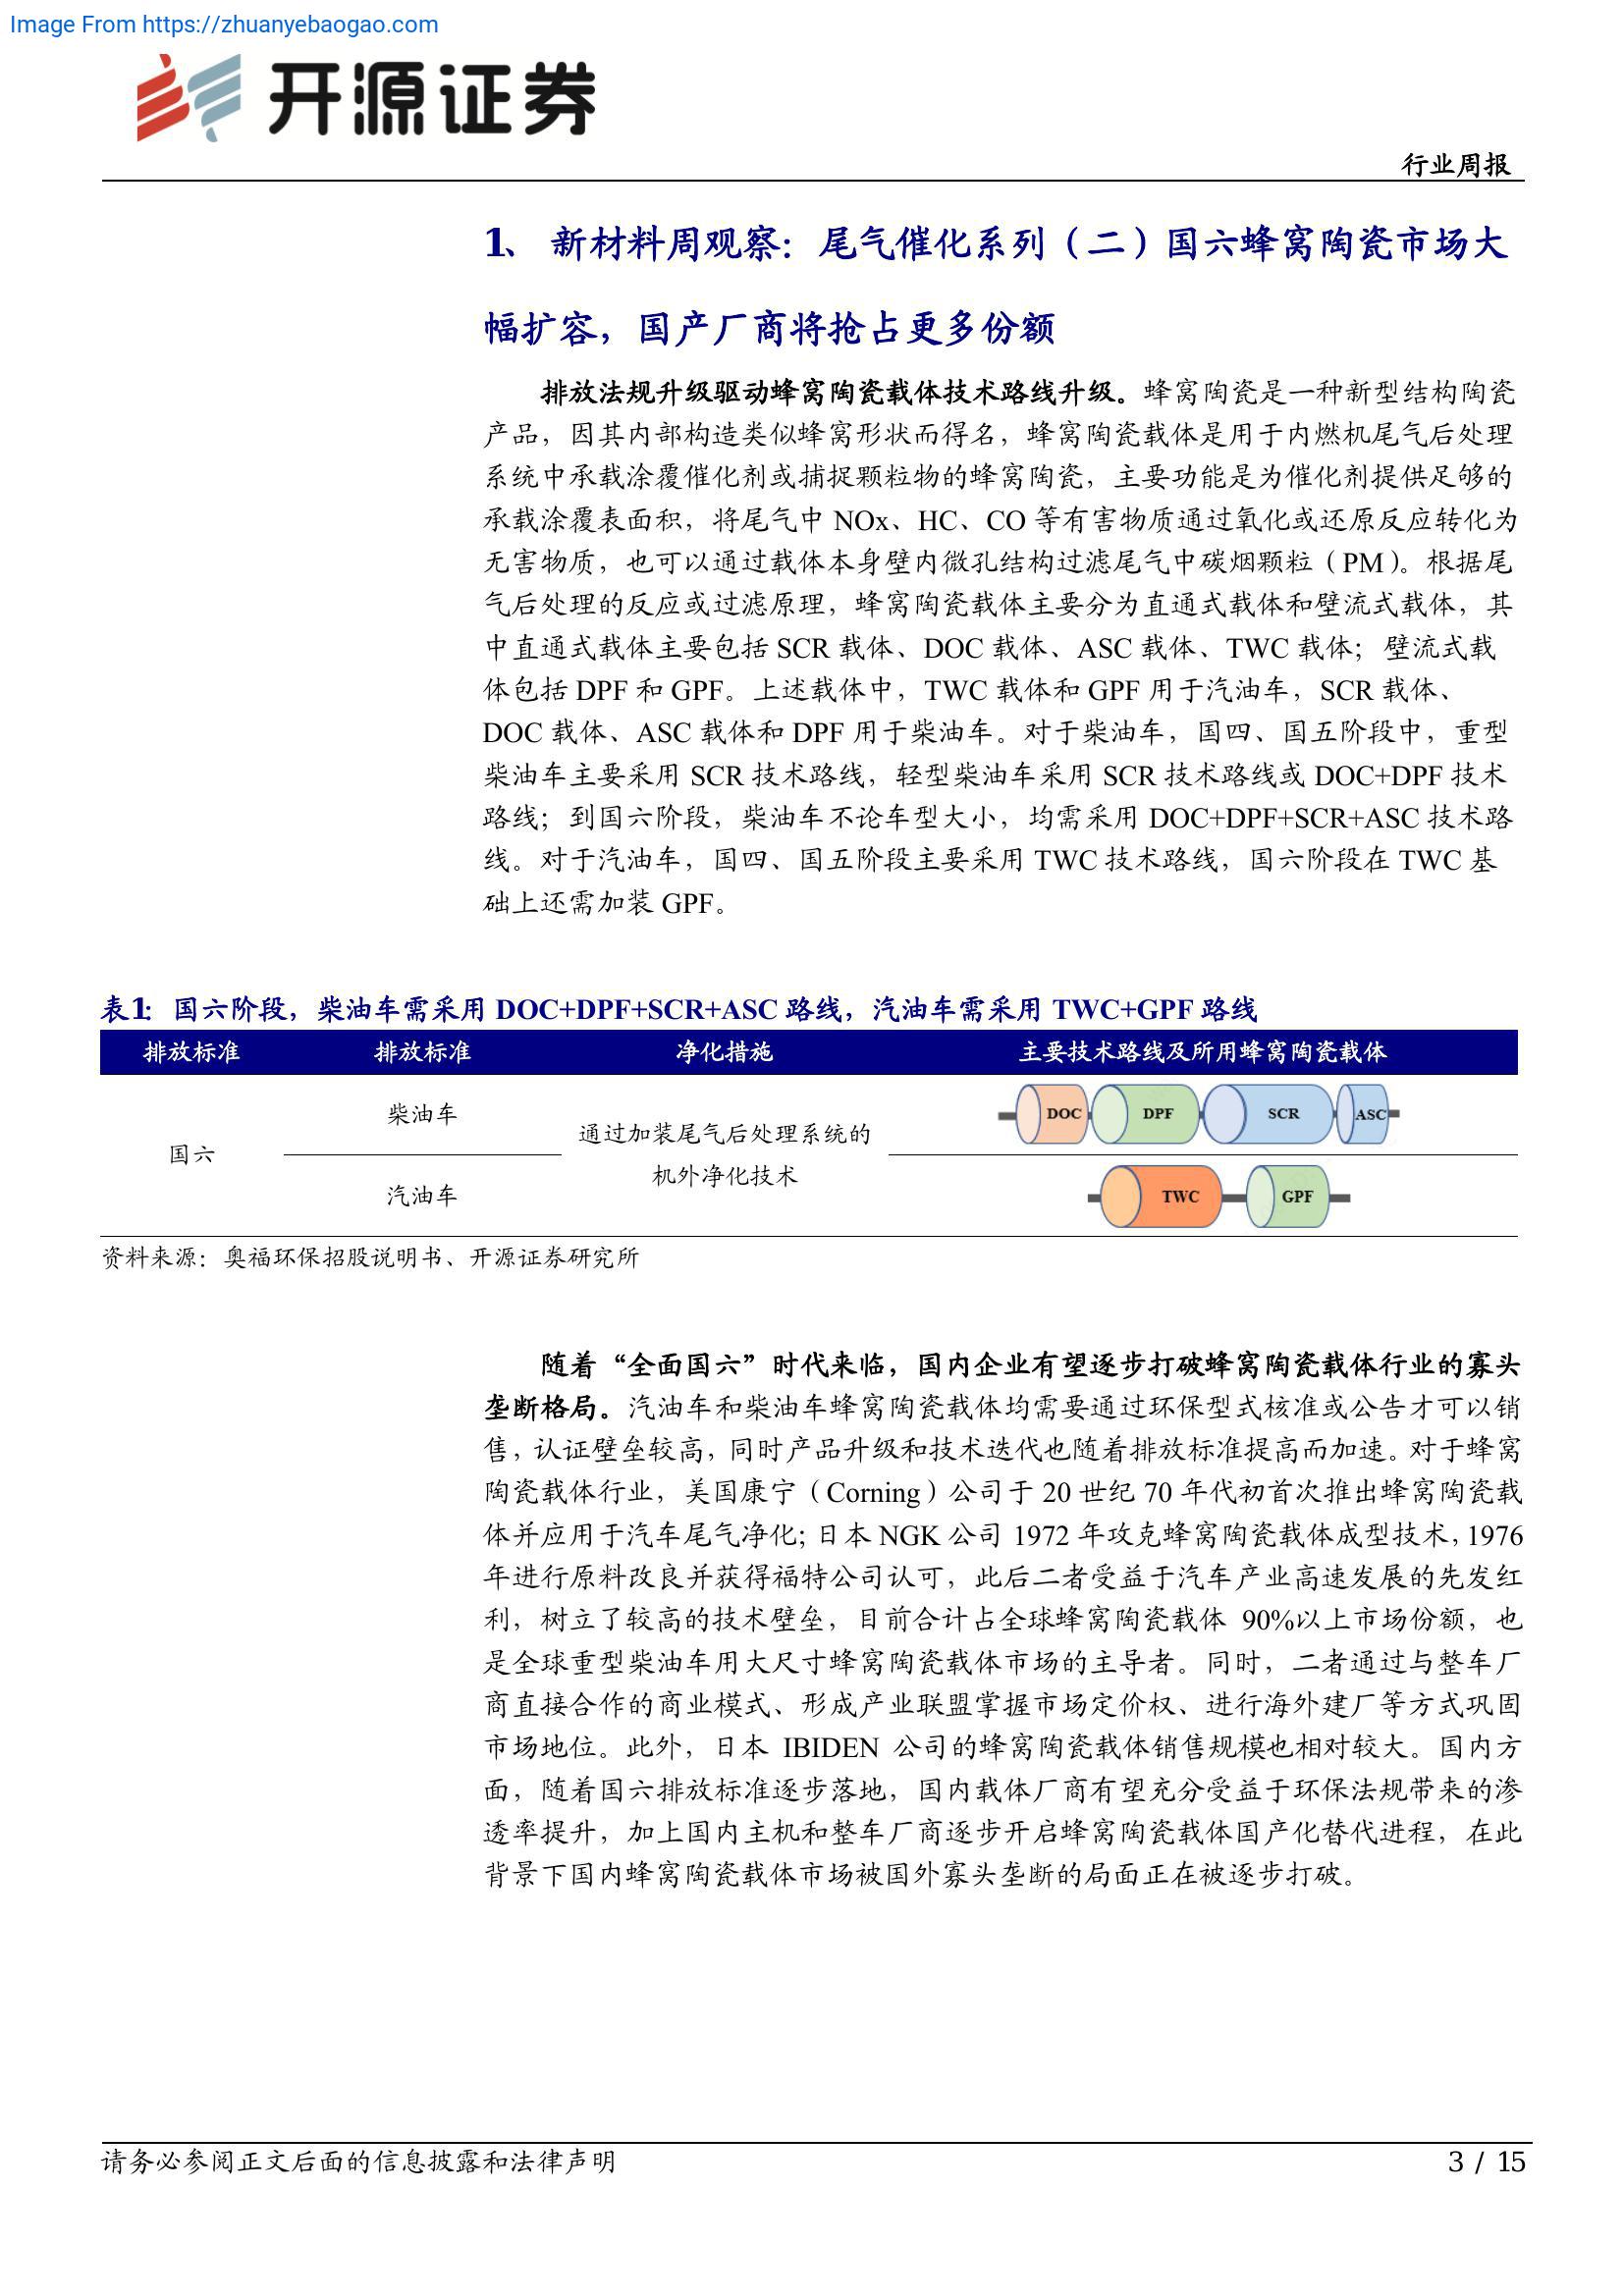 Image From https://zhuanyebaogao.com
开源证券
行业周报
1、 新材料周观察：尾气催化系列（二）国六蜂窝陶瓷市场大
幅扩容，国产厂商将抢占更多份额
排放法规升级驱动蜂窝陶瓷载体技术路线升级。蜂窝陶瓷是一种新型结构陶瓷
产品，因其内部构造类似蜂窝形状而得名，蜂窝陶瓷载体是用于内燃机尾气后处理
系统中承载涂覆催化剂或捕捉颗粒物的蜂窝陶瓷，主要功能是为催化剂提供足够的
承载涂覆表面积，将尾气中 NOx、HC、CO 等有害物质通过氧化或还原反应转化为
无害物质，也可以通过载体本身壁内微孔结构过滤尾气中碳烟颗粒（PM）。根据尾
气后处理的反应或过滤原理，蜂窝陶瓷载体主要分为直通式载体和壁流式载体，其
中直通式载体主要包括 SCR 载体、DOC 载体、ASC 载体、TWC 载体；壁流式载
体包括 DPF 和 GPF。上述载体中，TWC 载体和 GPF 用于汽油车，SCR 载体、
DOC 载体、ASC 载体和 DPF 用于柴油车。对于柴油车，国四、国五阶段中，重型
柴油车主要采用 SCR 技术路线，轻型柴油车采用 SCR 技术路线或 DOC+DPF 技术
路线；到国六阶段，柴油车不论车型大小，均需采用 DOC+DPF+SCR+ASC 技术路
线。对于汽油车，国四、国五阶段主要采用 TWC 技术路线，国六阶段在 TWC 基
础上还需加装 GPF。
表1： 国六阶段，柴油车需采用 DOC+DPF+SCR+ASC 路线，汽油车需采用 TWC+GPF 路线
排放标准 排放标准 净化措施 主要技术路线及所用蜂窝陶瓷载体
柴油车 DOC DPF SCR ASC
国六 通过加装尾气后处理系统的
机外净化技术
汽油车 TWC GPF
资料来源：奥福环保招股说明书、开源证券研究所
随着“全面国六”时代来临，国内企业有望逐步打破蜂窝陶瓷载体行业的寡头
垄断格局。汽油车和柴油车蜂窝陶瓷载体均需要通过环保型式核准或公告才可以销
售，认证壁垒较高，同时产品升级和技术迭代也随着排放标准提高而加速。对于蜂窝
陶瓷载体行业，美国康宁（Corning）公司于 20 世纪 70 年代初首次推出蜂窝陶瓷载
体并应用于汽车尾气净化；日本 NGK 公司 1972 年攻克蜂窝陶瓷载体成型技术，1976
年进行原料改良并获得福特公司认可，此后二者受益于汽车产业高速发展的先发红
利，树立了较高的技术壁垒，目前合计占全球蜂窝陶瓷载体 90%以上市场份额，也
是全球重型柴油车用大尺寸蜂窝陶瓷载体市场的主导者。同时，二者通过与整车厂
商直接合作的商业模式、形成产业联盟掌握市场定价权、进行海外建厂等方式巩固
市场地位。此外，日本 IBIDEN 公司的蜂窝陶瓷载体销售规模也相对较大。国内方
面，随着国六排放标准逐步落地，国内载体厂商有望充分受益于环保法规带来的渗
透率提升，加上国内主机和整车厂商逐步开启蜂窝陶瓷载体国产化替代进程，在此
背景下国内蜂窝陶瓷载体市场被国外寡头垄断的局面正在被逐步打破。
请务必参阅正文后面的信息披露和法律声明
3 / 15